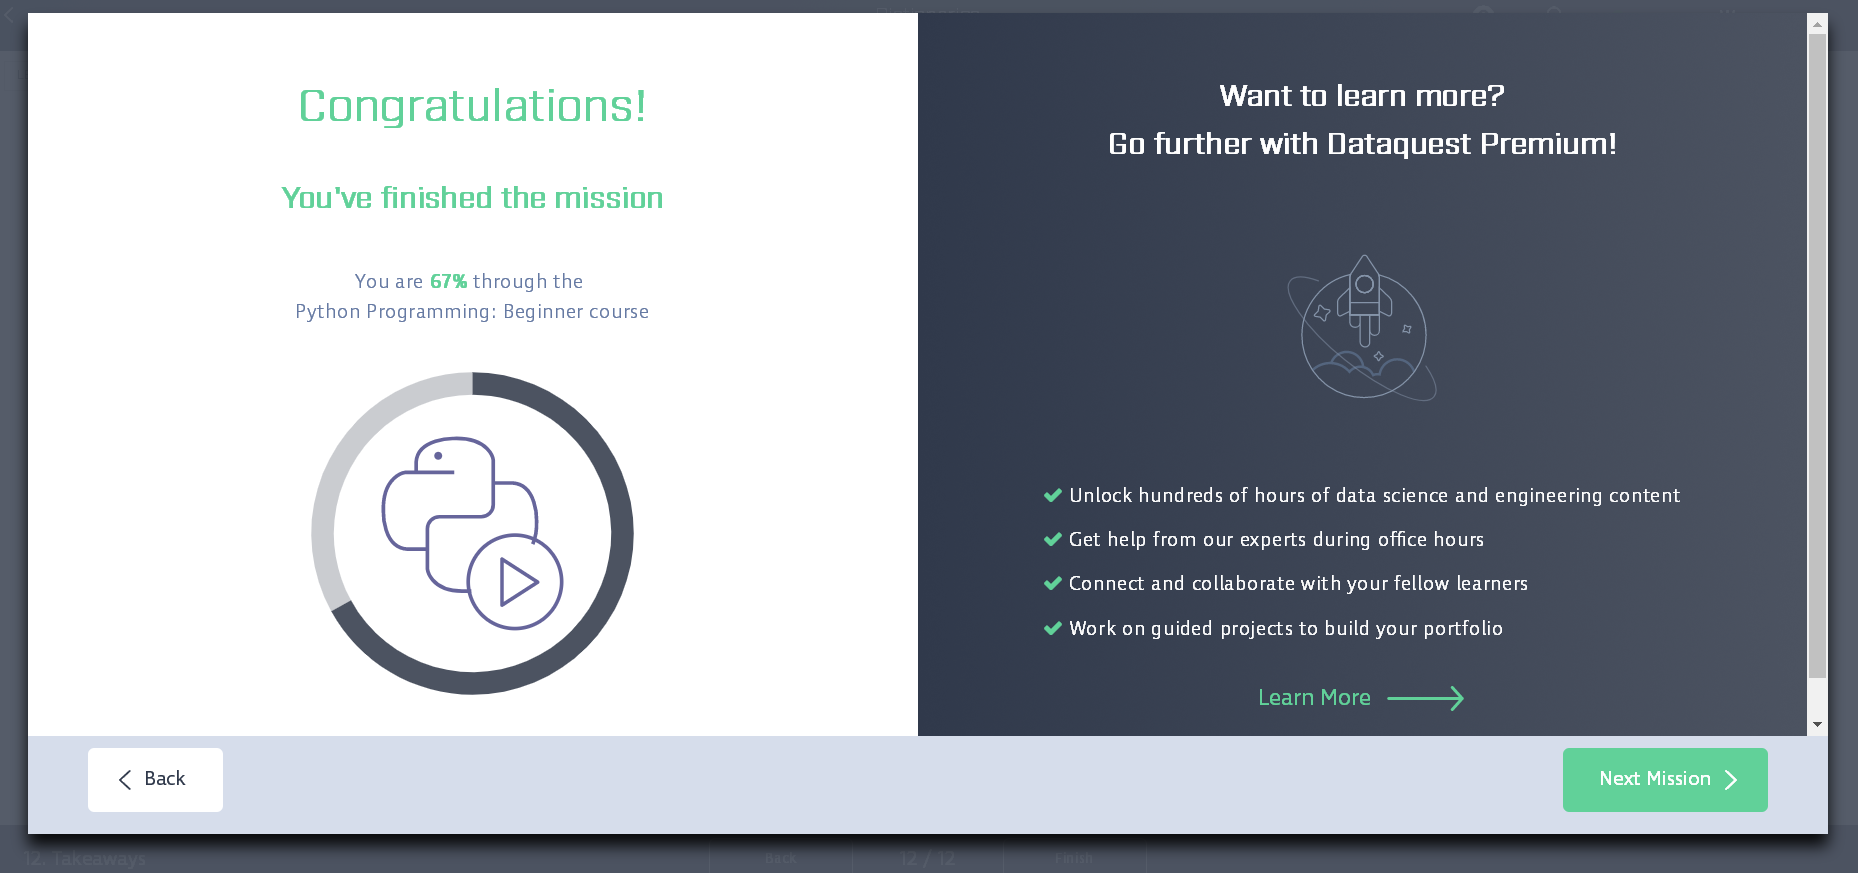 Congratulations!
You've finished the mission
You are 67% through the
Python Programming: Beginner course
Want to learn more?
Go further with Dataquest Premium!
Unlock hundreds of hours of data science and engineering content
Get help from our experts during office hours
Connect and collaborate with your fellow learners
Work on guided projects to build your portfolio
Learn More
Back
Next Mission
12. Takeaways
Back
12 / 12
Finish